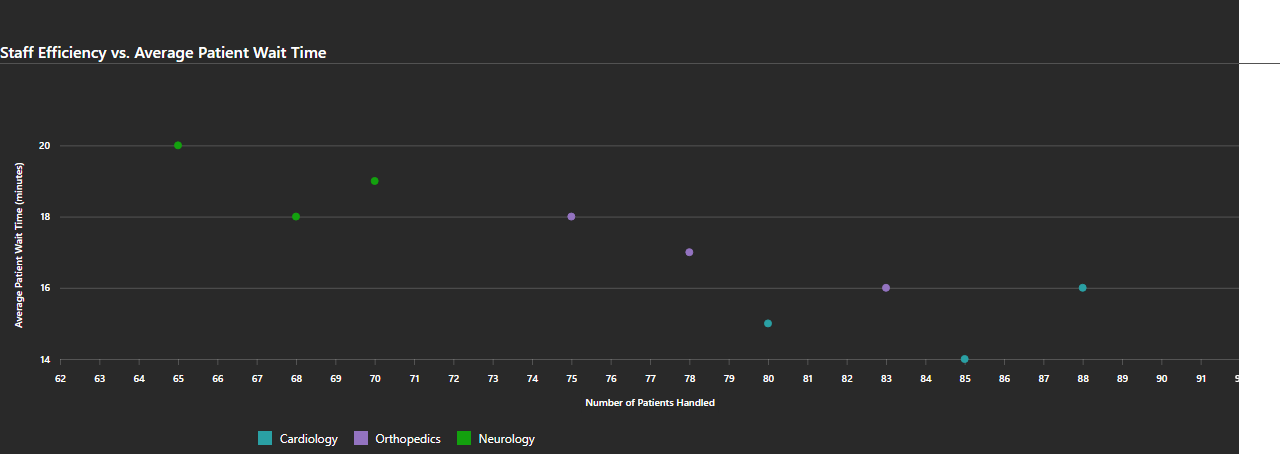 Staff Efficiency vs. Average Patient Wait Time
20
18
16
14
Average Patient Wait Time (minutes)
62 63 64 65 66 67 68 69 70 71 72 73 74 75 76 77 78 79 80 81 82 83 84 85 86 87 88 89 90 91
Number of Patients Handled
Cardiology Orthopedics Neurology